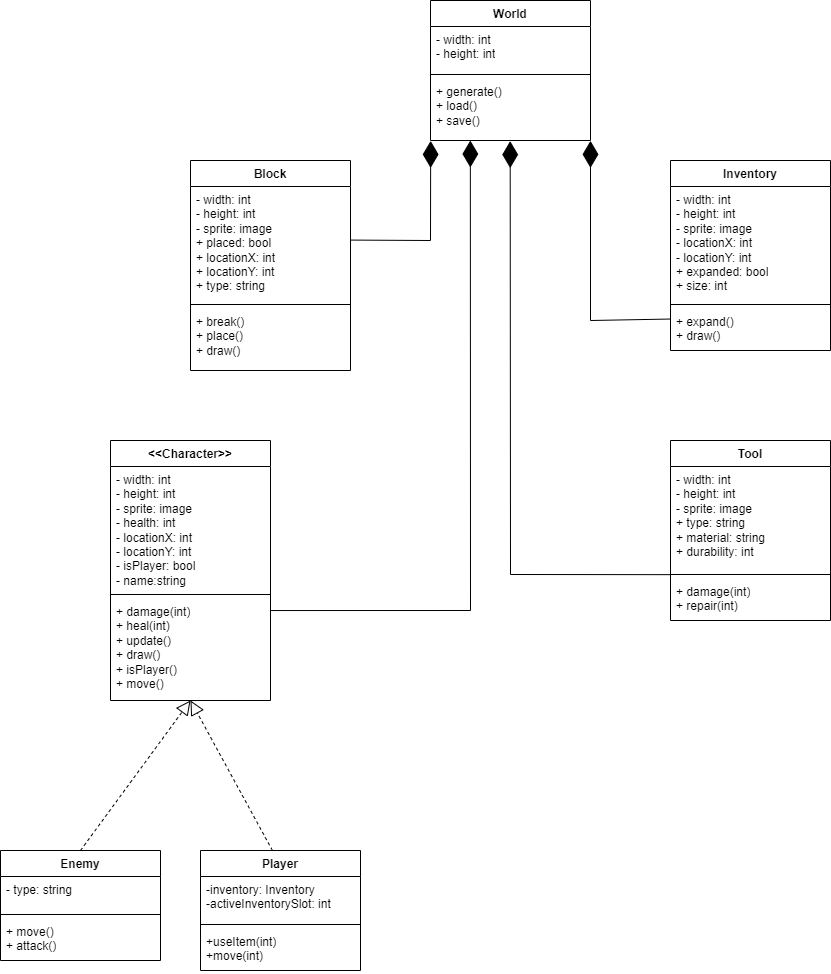 World
- width: int
- height: int
+ generate()
+ load()
+ save()
Block
- width: int
- height: int
- sprite: image
+ placed: bool
+ locationX: int
+ locationY: int
+ type: string
+ break()
+ place()
+ draw()
Inventory
- width: int
- height: int
- sprite: image
- locationX: int
- locationY: int
+ expanded: bool
+ size: int
+ expand()
+ draw()
<<Character>>
- width: int
- height: int
- sprite: image
- health: int
- locationX: int
- locationY: int
- isPlayer: bool
- name:string
+ damage(int)
+ heal(int)
+ update()
+ draw()
+ isPlayer()
+ move()
Tool
- width: int
- height: int
- sprite: image
+ type: string
+ material: string
+ durability: int
+ damage(int)
+ repair(int)
Enemy
- type: string
+ move()
+ attack()
Player
-inventory: Inventory
-activeInventorySlot: int
+useItem(int)
+move(int)